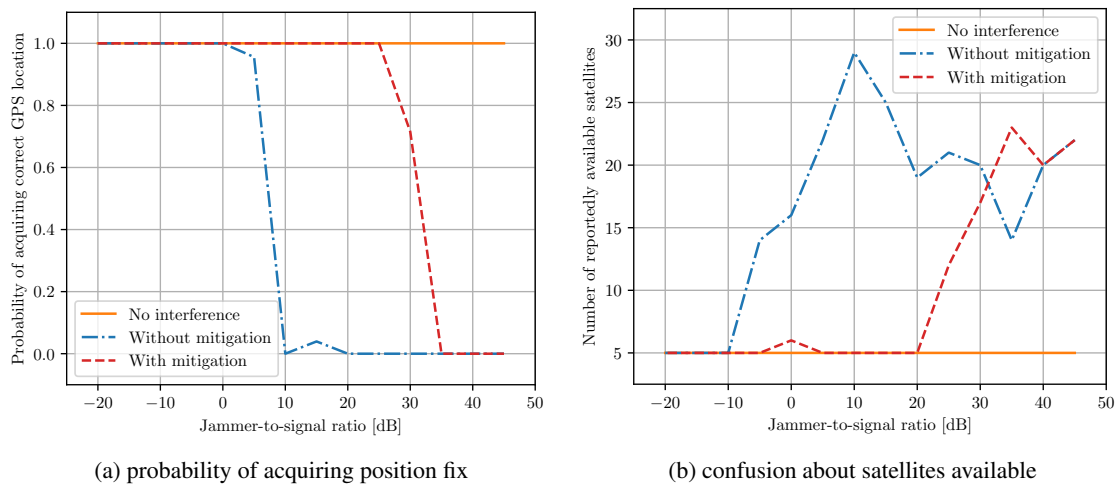 Probability of acquiring correct GPS location
1.0
0.8
0.6
0.4
0.2
0.0
No interference
Without mitigation
With mitigation
−20
−10
0
10
20
30
40
50
Jammer-to-signal ratio [dB]
(a) probability of acquiring position fix
Number of reportedly available satellites
30
25
20
15
10
5
No interference
Without mitigation
With mitigation
−20
−10
0
10
20
30
40
50
Jammer-to-signal ratio [dB]
(b) confusion about satellites available